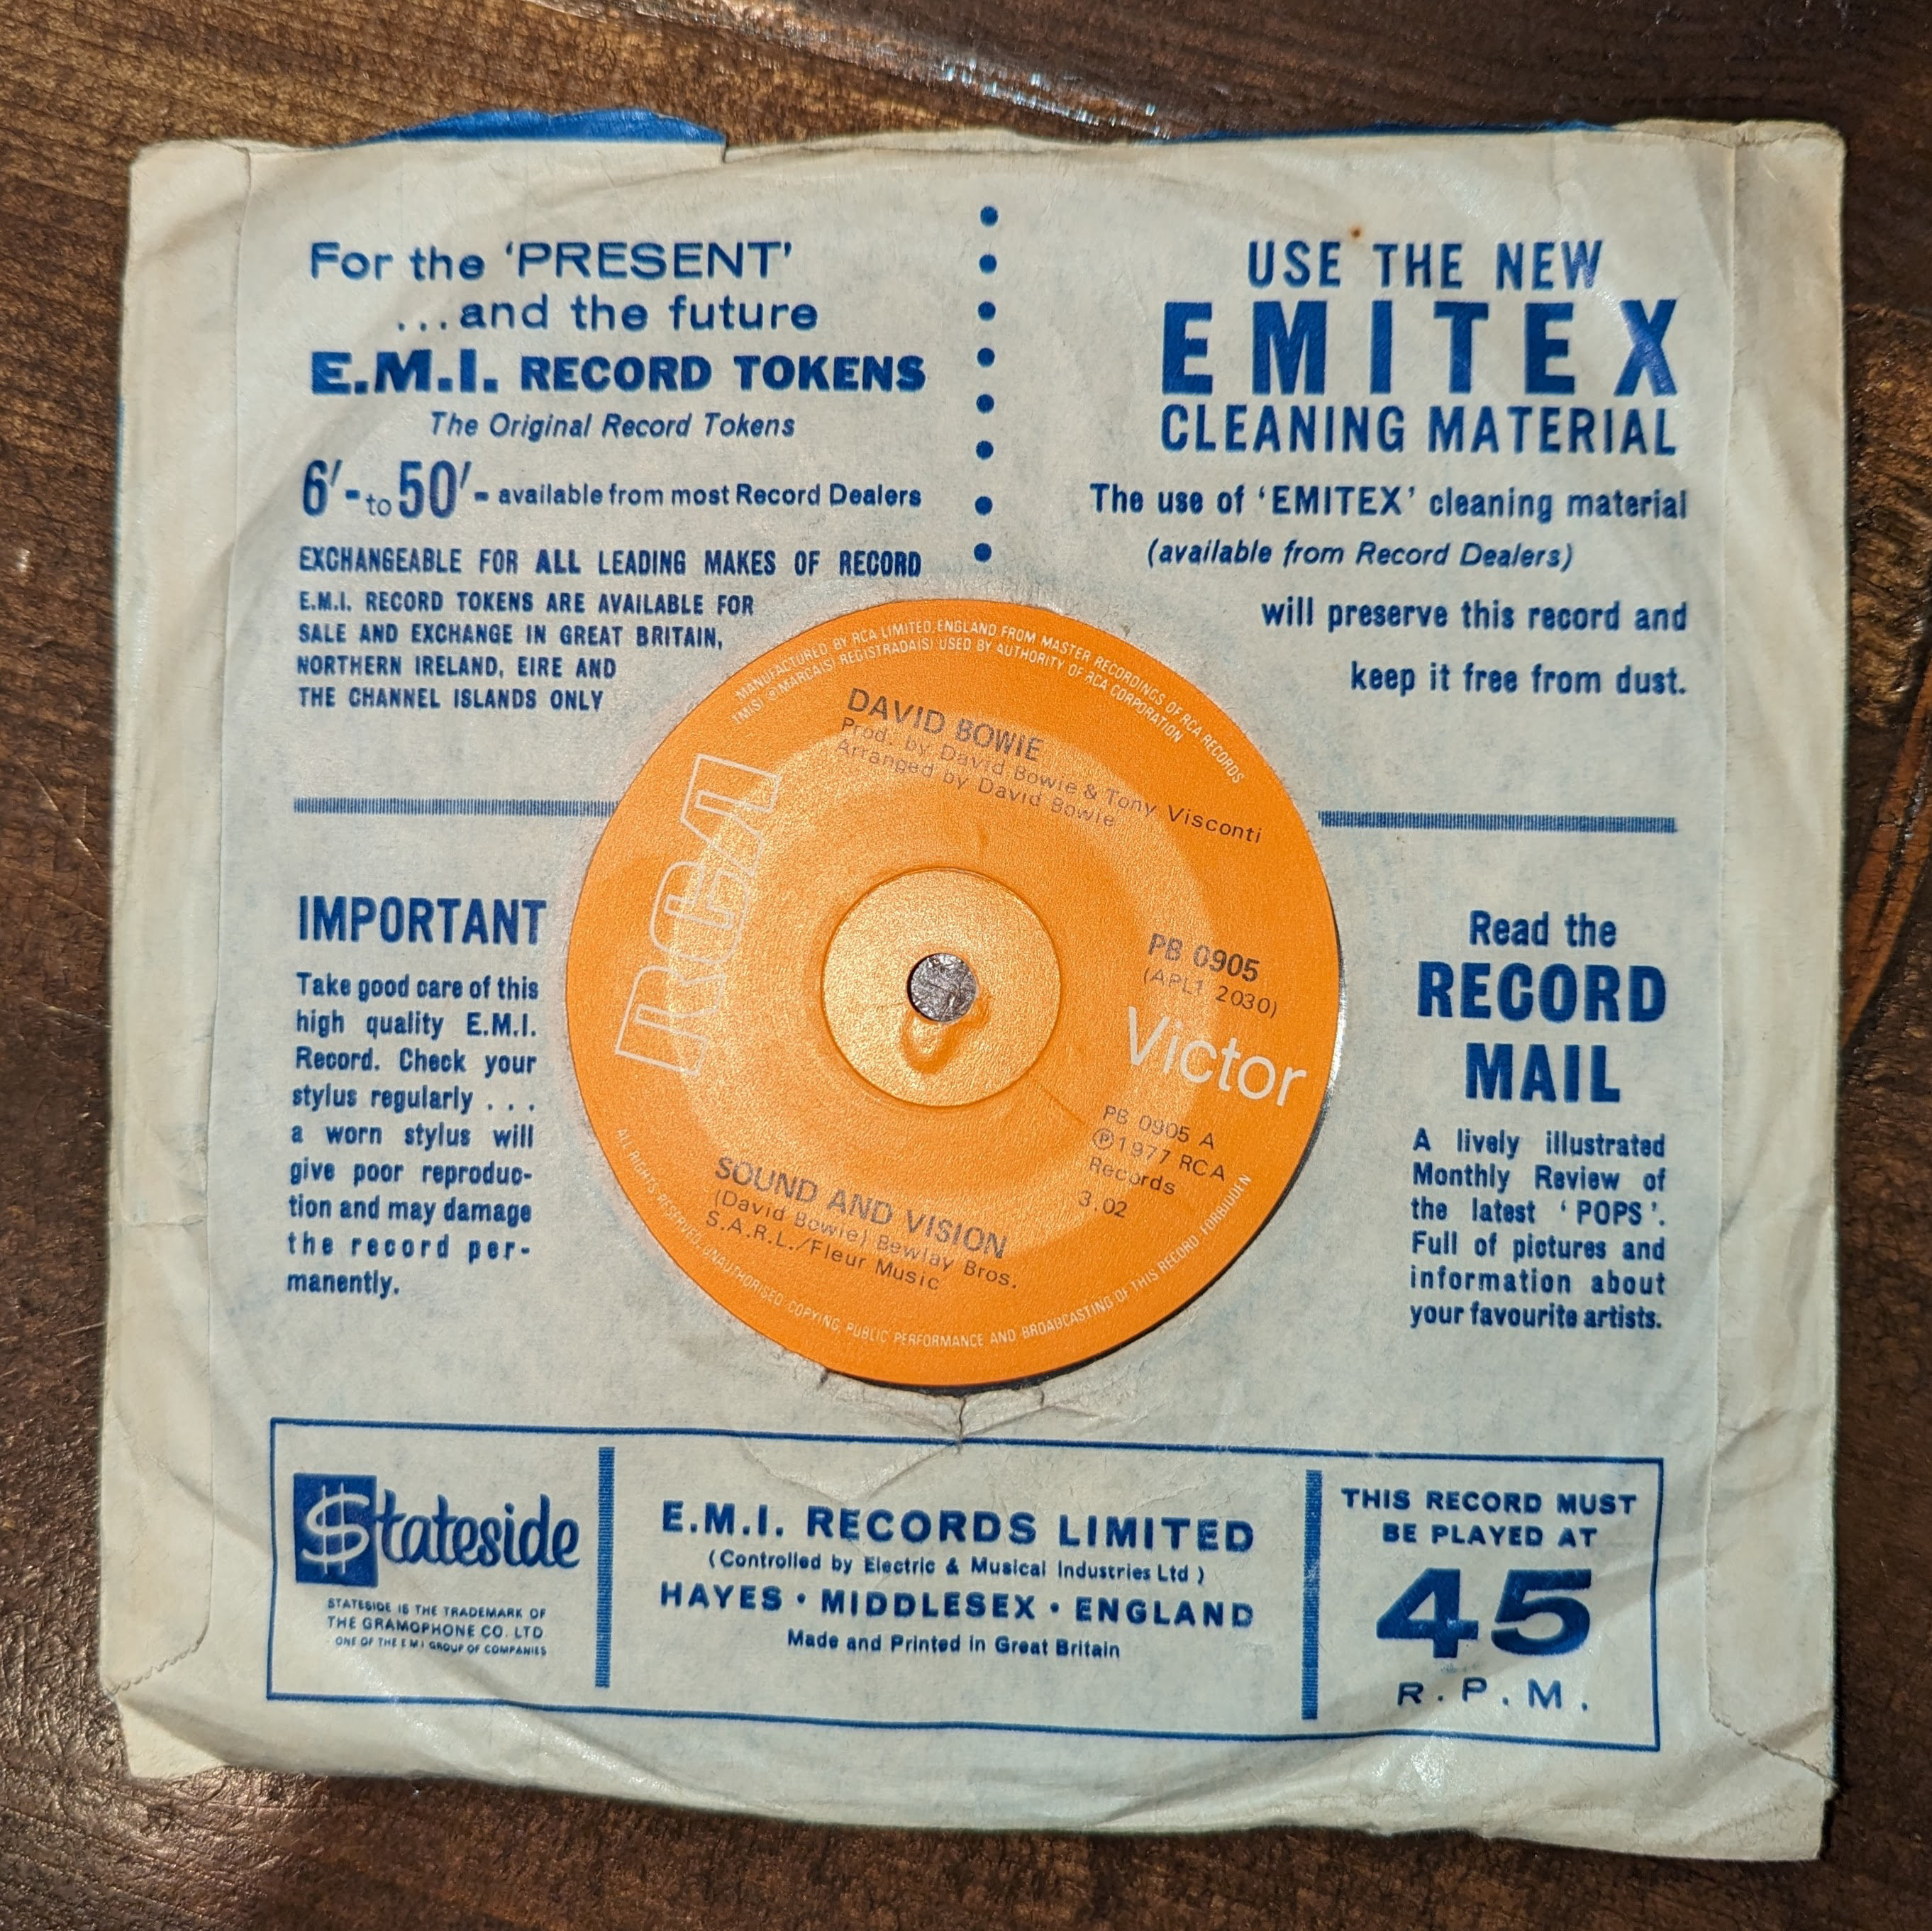 For the 'PRESENT'
...and the future
E.M.I. RECORD TOKENS
The Original Record Tokens
6/- to 50/- available from most Record Dealers
EXCHANGEABLE FOR ALL LEADING MAKES OF RECORD
E.M.I. RECORD TOKENS ARE AVAILABLE FOR
SALE AND EXCHANGE IN GREAT BRITAIN,
NORTHERN IRELAND, EIRE AND
THE CHANNEL ISLANDS ONLY
USE THE NEW
EMITEX
CLEANING MATERIAL
The use of 'EMITEX' cleaning material
(available from Record Dealers)
will preserve this record and
keep it free from dust.
MANUFACTURED BY RCA LIMITED, ENGLAND FROM MASTER RECORDINGS OF RCA RECORDS
TM(S) ® MARCA(S) REGISTRADA(S) USED BY AUTHORITY OF RCA CORPORATION
DAVID BOWIE
Prod. by David Bowie & Tony Visconti
Arranged by David Bowie
RCA
PB 0905
(APL1 2030)
Victor
PB 0905 A
℗1977 RCA
Records
3.02
SOUND AND VISION
(David Bowie) Bewlay Bros.
S.A.R.L./Fleur Music
ALL RIGHTS RESERVED, UNAUTHORISED COPYING, PUBLIC PERFORMANCE AND BROADCASTING OF THIS RECORD FORBIDDEN
IMPORTANT
Take good care of this
high quality E.M.I.
Record. Check your
stylus regularly . . .
a worn stylus will
give poor reproduc-
tion and may damage
the record per-
manently.
Read the
RECORD
MAIL
A lively illustrated
Monthly Review of
the latest 'POPS'.
Full of pictures and
information about
your favourite artists.
Stateside
STATESIDE IS THE TRADEMARK OF
THE GRAMOPHONE CO. LTD
ONE OF THE E M I GROUP OF COMPANIES
E.M.I. RECORDS LIMITED
(Controlled by Electric & Musical Industries Ltd)
HAYES • MIDDLESEX • ENGLAND
Made and Printed in Great Britain
THIS RECORD MUST
BE PLAYED AT
45
R.P.M.